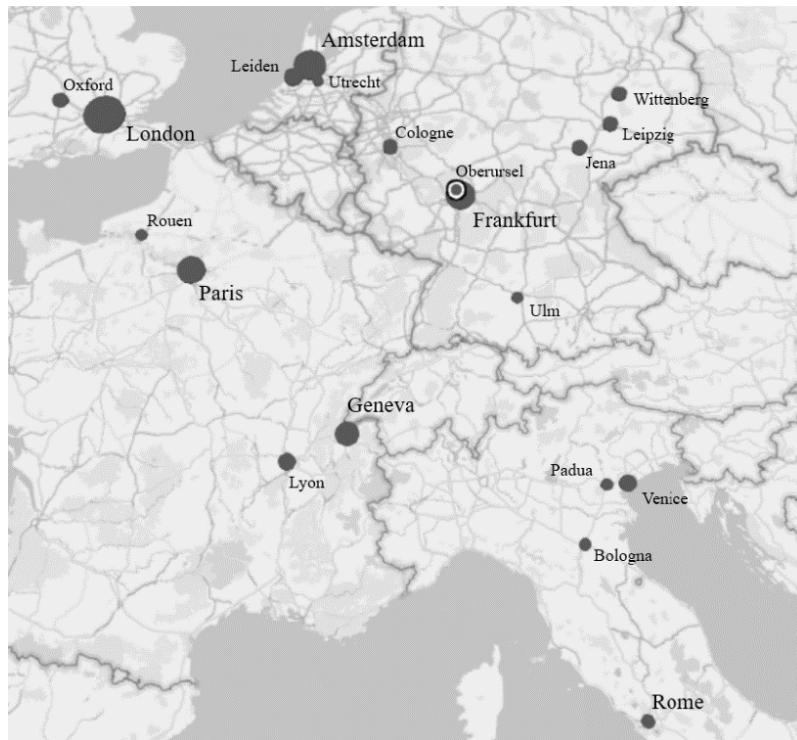 Amsterdam
Leiden
Utrecht
Oxford
London
Wittenberg
Leipzig
Cologne
Jena
Oberursel
Frankfurt
Rouen
Paris
Ulm
Geneva
Lyon
Padua
Venice
Bologna
Rome